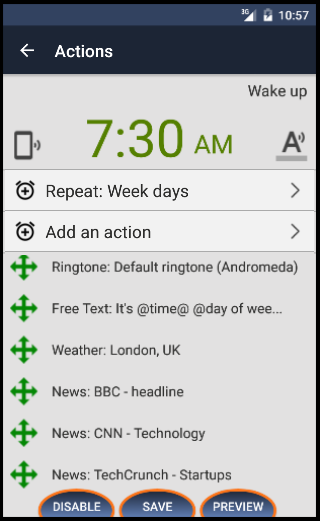 3G 10:57
Actions
Wake up
7:30 AM
A
Repeat: Week days
Add an action
Ringtone: Default ringtone (Andromeda)
Free Text: It's @time@ @day of wee...
Weather: London, UK
News: BBC - headline
News: CNN - Technology
News: TechCrunch - Startups
DISABLE SAVE PREVIEW